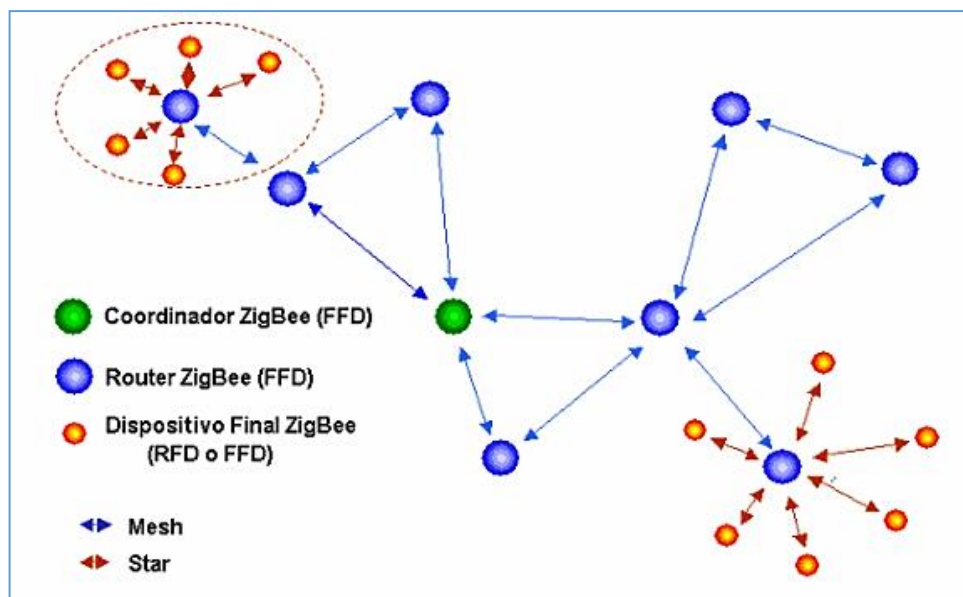 Coordinador ZigBee (FFD)
Router ZigBee (FFD)
Dispositivo Final ZigBee
(RFD o FFD)
Mesh
Star